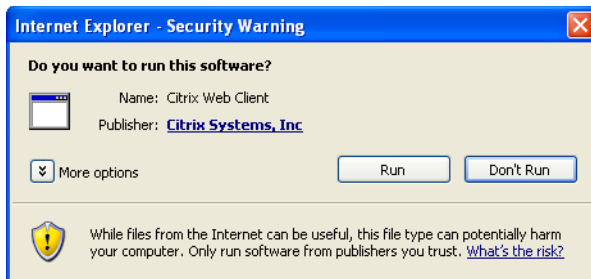 Internet Explorer - Security Warning
Do you want to run this software?
Name: Citrix Web Client
Publisher: Citrix Systems, Inc
More options
Run
Don't Run
While files from the Internet can be useful, this file type can potentially harm
your computer. Only run software from publishers you trust. What's the risk?